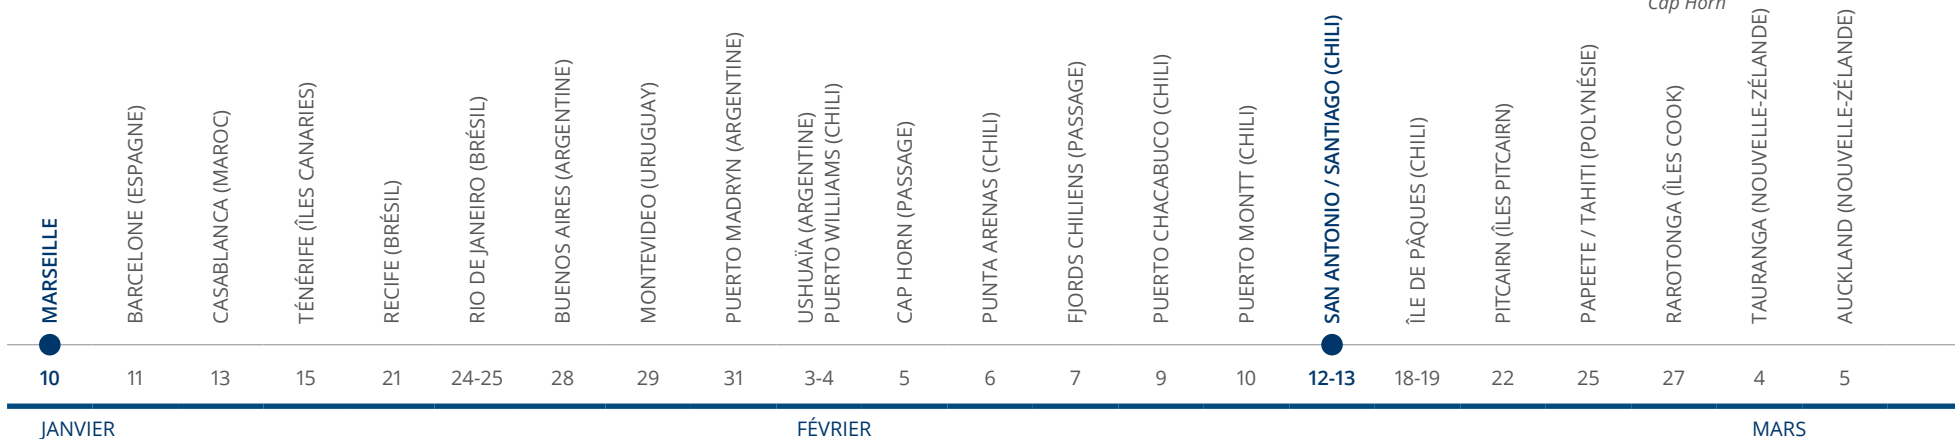 Cap Horn
MARSEILLE
BARCELONE (ESPAGNE)
CASABLANCA (MAROC)
TÉNÉRIFE (ÎLES CANARIES)
RECIFE (BRÉSIL)
RIO DE JANEIRO (BRÉSIL)
BUENOS AIRES (ARGENTINE)
MONTEVIDEO (URUGUAY)
PUERTO MADRYN (ARGENTINE)
USHUAÏA (ARGENTINE)
PUERTO WILLIAMS (CHILI)
CAP HORN (PASSAGE)
PUNTA ARENAS (CHILI)
FJORDS CHILIENS (PASSAGE)
PUERTO CHACABUCO (CHILI)
PUERTO MONTT (CHILI)
SAN ANTONIO / SANTIAGO (CHILI)
ÎLE DE PÂQUES (CHILI)
PITCAIRN (ÎLES PITCAIRN)
PAPEETE / TAHITI (POLYNÉSIE)
RAROTONGA (ÎLES COOK)
TAURANGA (NOUVELLE-ZÉLANDE)
AUCKLAND (NOUVELLE-ZÉLANDE)
10 11 13 15 21 24-25 28 29 31 3-4 5 6 7 9 10 12-13 18-19 22 25 27 4 5
JANVIER FÉVRIER MARS